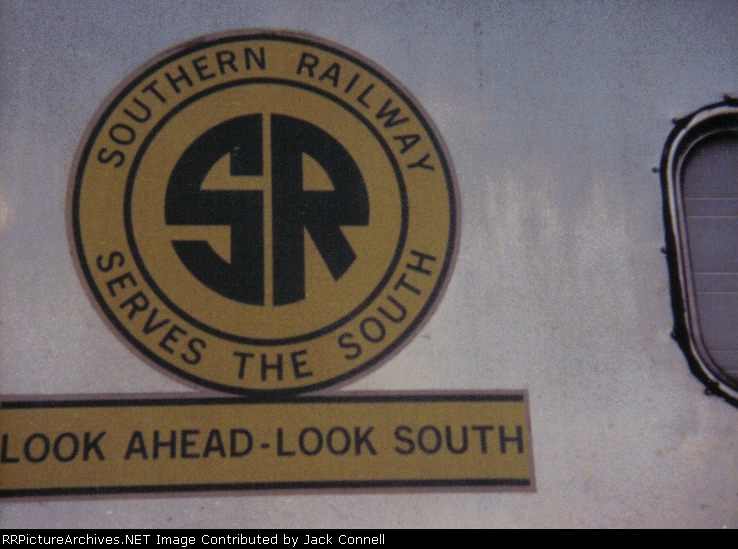 SOUTHERN RAILWAY
SR
SERVES THE SOUTH
LOOK AHEAD-LOOK SOUTH
RRPictureArchives.NET Image Contributed by Jack Connell